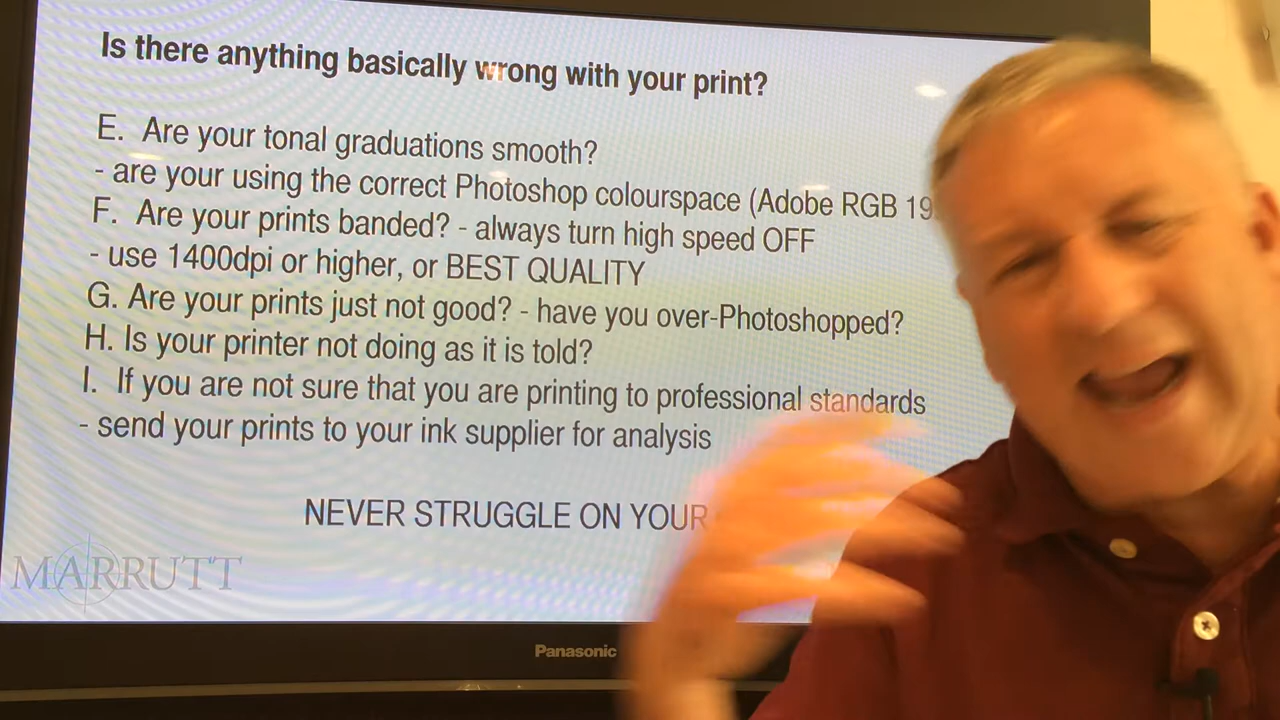 Is there anything basically wrong with your print?
E. Are your tonal graduations smooth?
- are your using the correct Photoshop colourspace (Adobe RGB 19
F. Are your prints banded? - always turn high speed OFF
- use 1400dpi or higher, or BEST QUALITY
G. Are your prints just not good? - have you over-Photoshopped?
H. Is your printer not doing as it is told?
I. If you are not sure that you are printing to professional standards
- send your prints to your ink supplier for analysis
NEVER STRUGGLE ON YOUR
MARRUTT
Panasonic